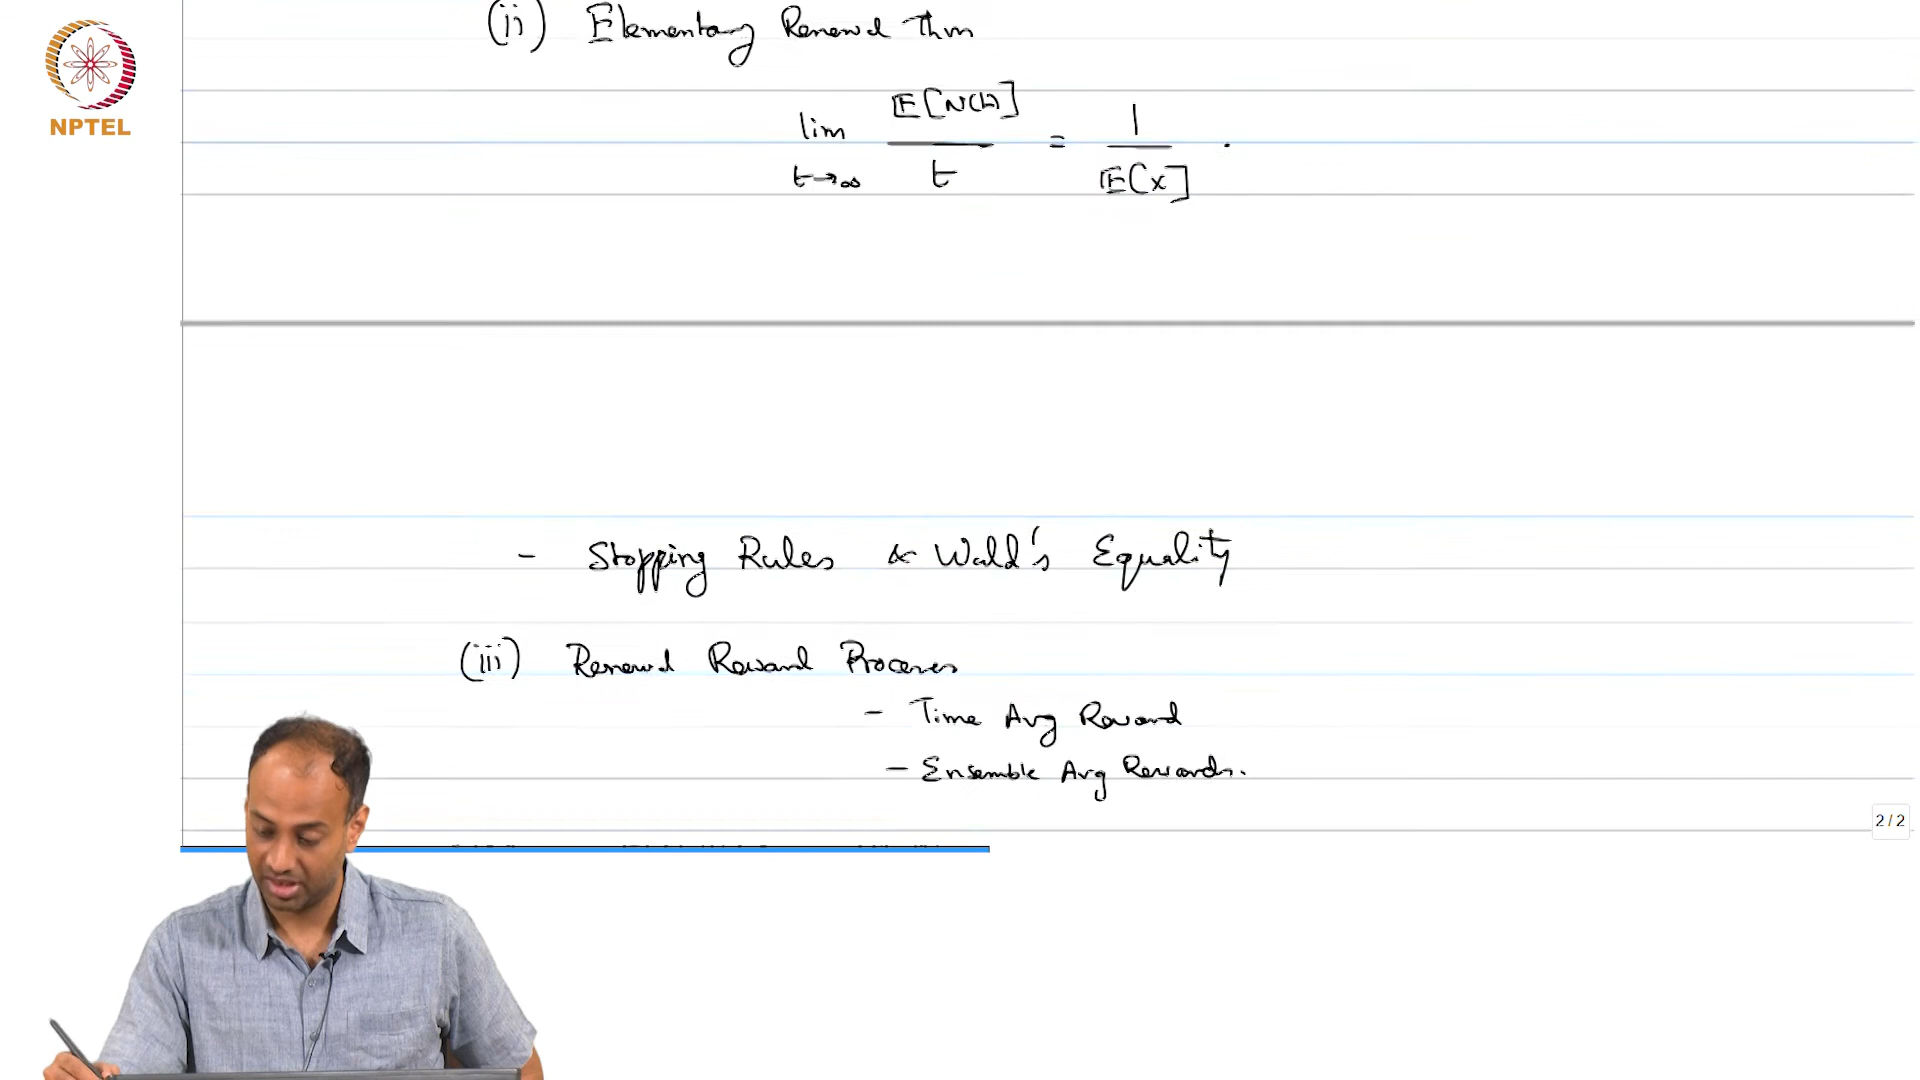 (ii) Elementary Renewal Thm
NPTEL
lim t→∞ E[N(t)] / t = 1 / E[X] .
- Stopping Rules & Wald's Equality
(iii) Renewal Reward Processes
- Time Avg Reward
- Ensemble Avg Rewards.
2 / 2